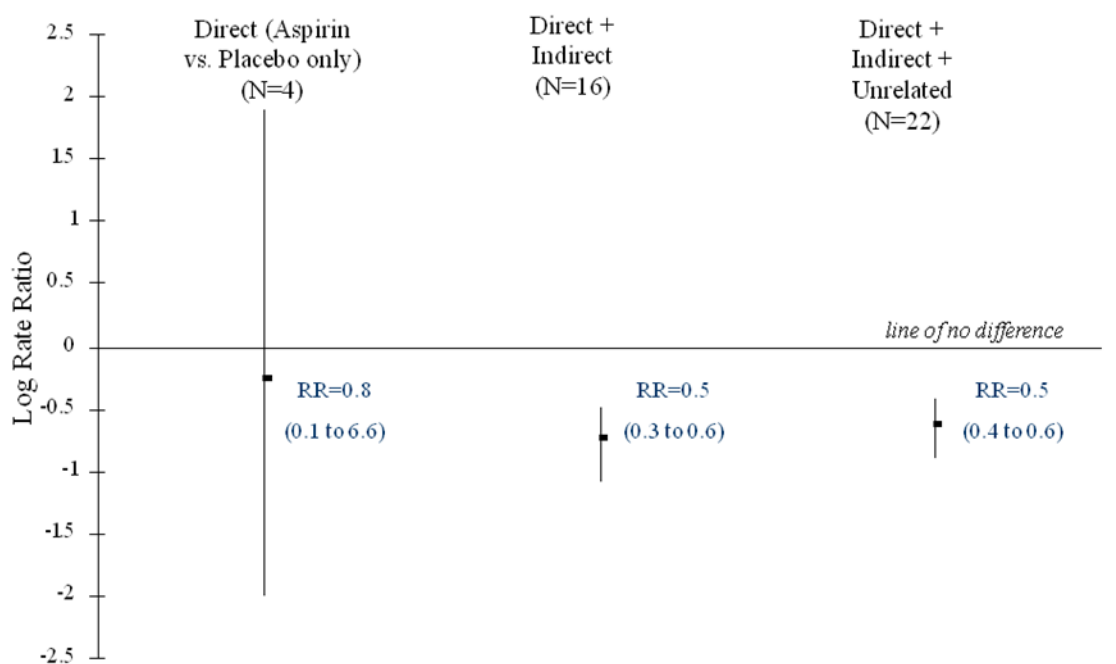 Direct (Aspirin
vs. Placebo only)
(N=4)
Direct +
Indirect
(N=16)
Direct +
Indirect +
Unrelated
(N=22)
Log Rate Ratio
2.5
2
1.5
1
0.5
0
-0.5
-1
-1.5
-2
-2.5
line of no difference
RR=0.8
(0.1 to 6.6)
RR=0.5
(0.3 to 0.6)
RR=0.5
(0.4 to 0.6)